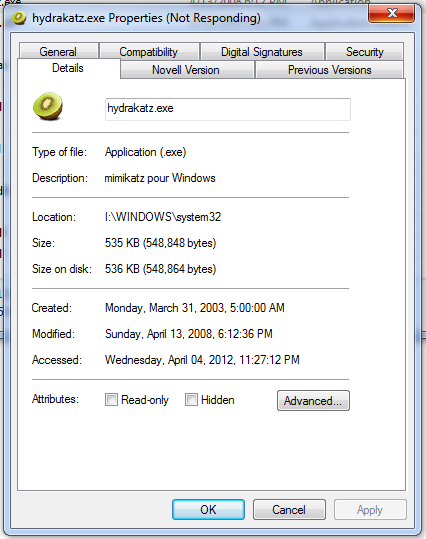 hydrakatz.exe Properties (Not Responding)
General
Compatibility
Digital Signatures
Security
Details
Novell Version
Previous Versions
hydrakatz.exe
Type of file: Application (.exe)
Description: mimikatz pour Windows
Location: I:\WINDOWS\system32
Size: 535 KB (548,848 bytes)
Size on disk: 536 KB (548,864 bytes)
Created: Monday, March 31, 2003, 5:00:00 AM
Modified: Sunday, April 13, 2008, 6:12:36 PM
Accessed: Wednesday, April 04, 2012, 11:27:12 PM
Attributes: Read-only Hidden Advanced...
OK Cancel Apply